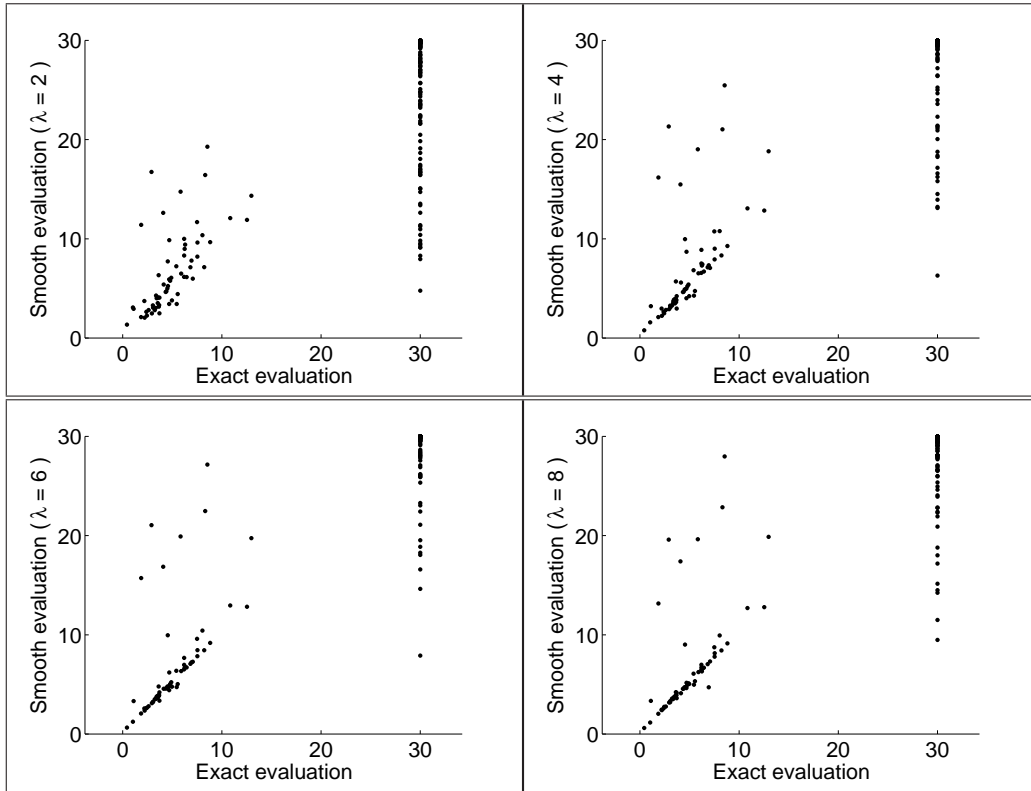 30
20
10
0
Smooth evaluation ( λ = 2 )
0 10 20 30
Exact evaluation
30
20
10
0
Smooth evaluation ( λ = 4 )
0 10 20 30
Exact evaluation
30
20
10
0
Smooth evaluation ( λ = 6 )
0 10 20 30
Exact evaluation
30
20
10
0
Smooth evaluation ( λ = 8 )
0 10 20 30
Exact evaluation